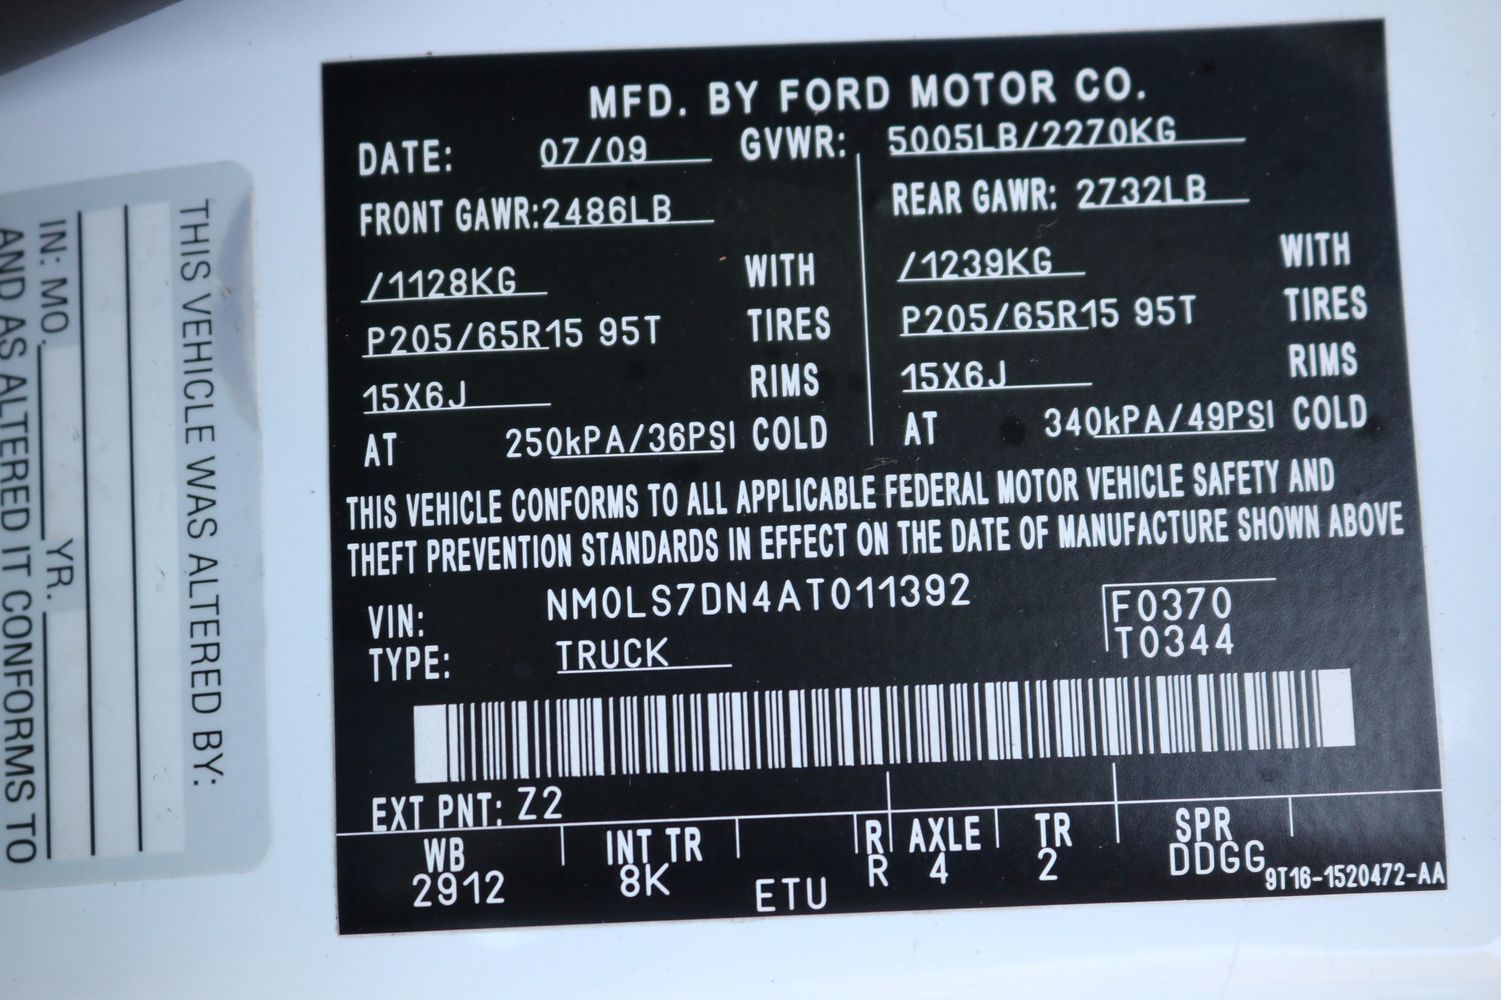 MFD. BY FORD MOTOR CO.
DATE: 07/09 GVWR: 5005LB/2270KG
FRONT GAWR: 2486LB REAR GAWR: 2732LB
/1128KG WITH /1239KG WITH
P205/65R15 95T TIRES P205/65R15 95T TIRES
15X6J RIMS 15X6J RIMS
AT 250kPA/36PSI COLD AT 340kPA/49PSI COLD
THIS VEHICLE CONFORMS TO ALL APPLICABLE FEDERAL MOTOR VEHICLE SAFETY AND
THEFT PREVENTION STANDARDS IN EFFECT ON THE DATE OF MANUFACTURE SHOWN ABOVE
VIN: NM0LS7DN4AT011392 F0370
TYPE: TRUCK T0344
EXT PNT: Z2
WB INT TR R AXLE TR SPR
2912 8K ETU R 4 2 DDGG 9T16-1520472-AA
THIS VEHICLE WAS ALTERED BY:
IN: MO. YR.
AND AS ALTERED IT CONFORMS TO